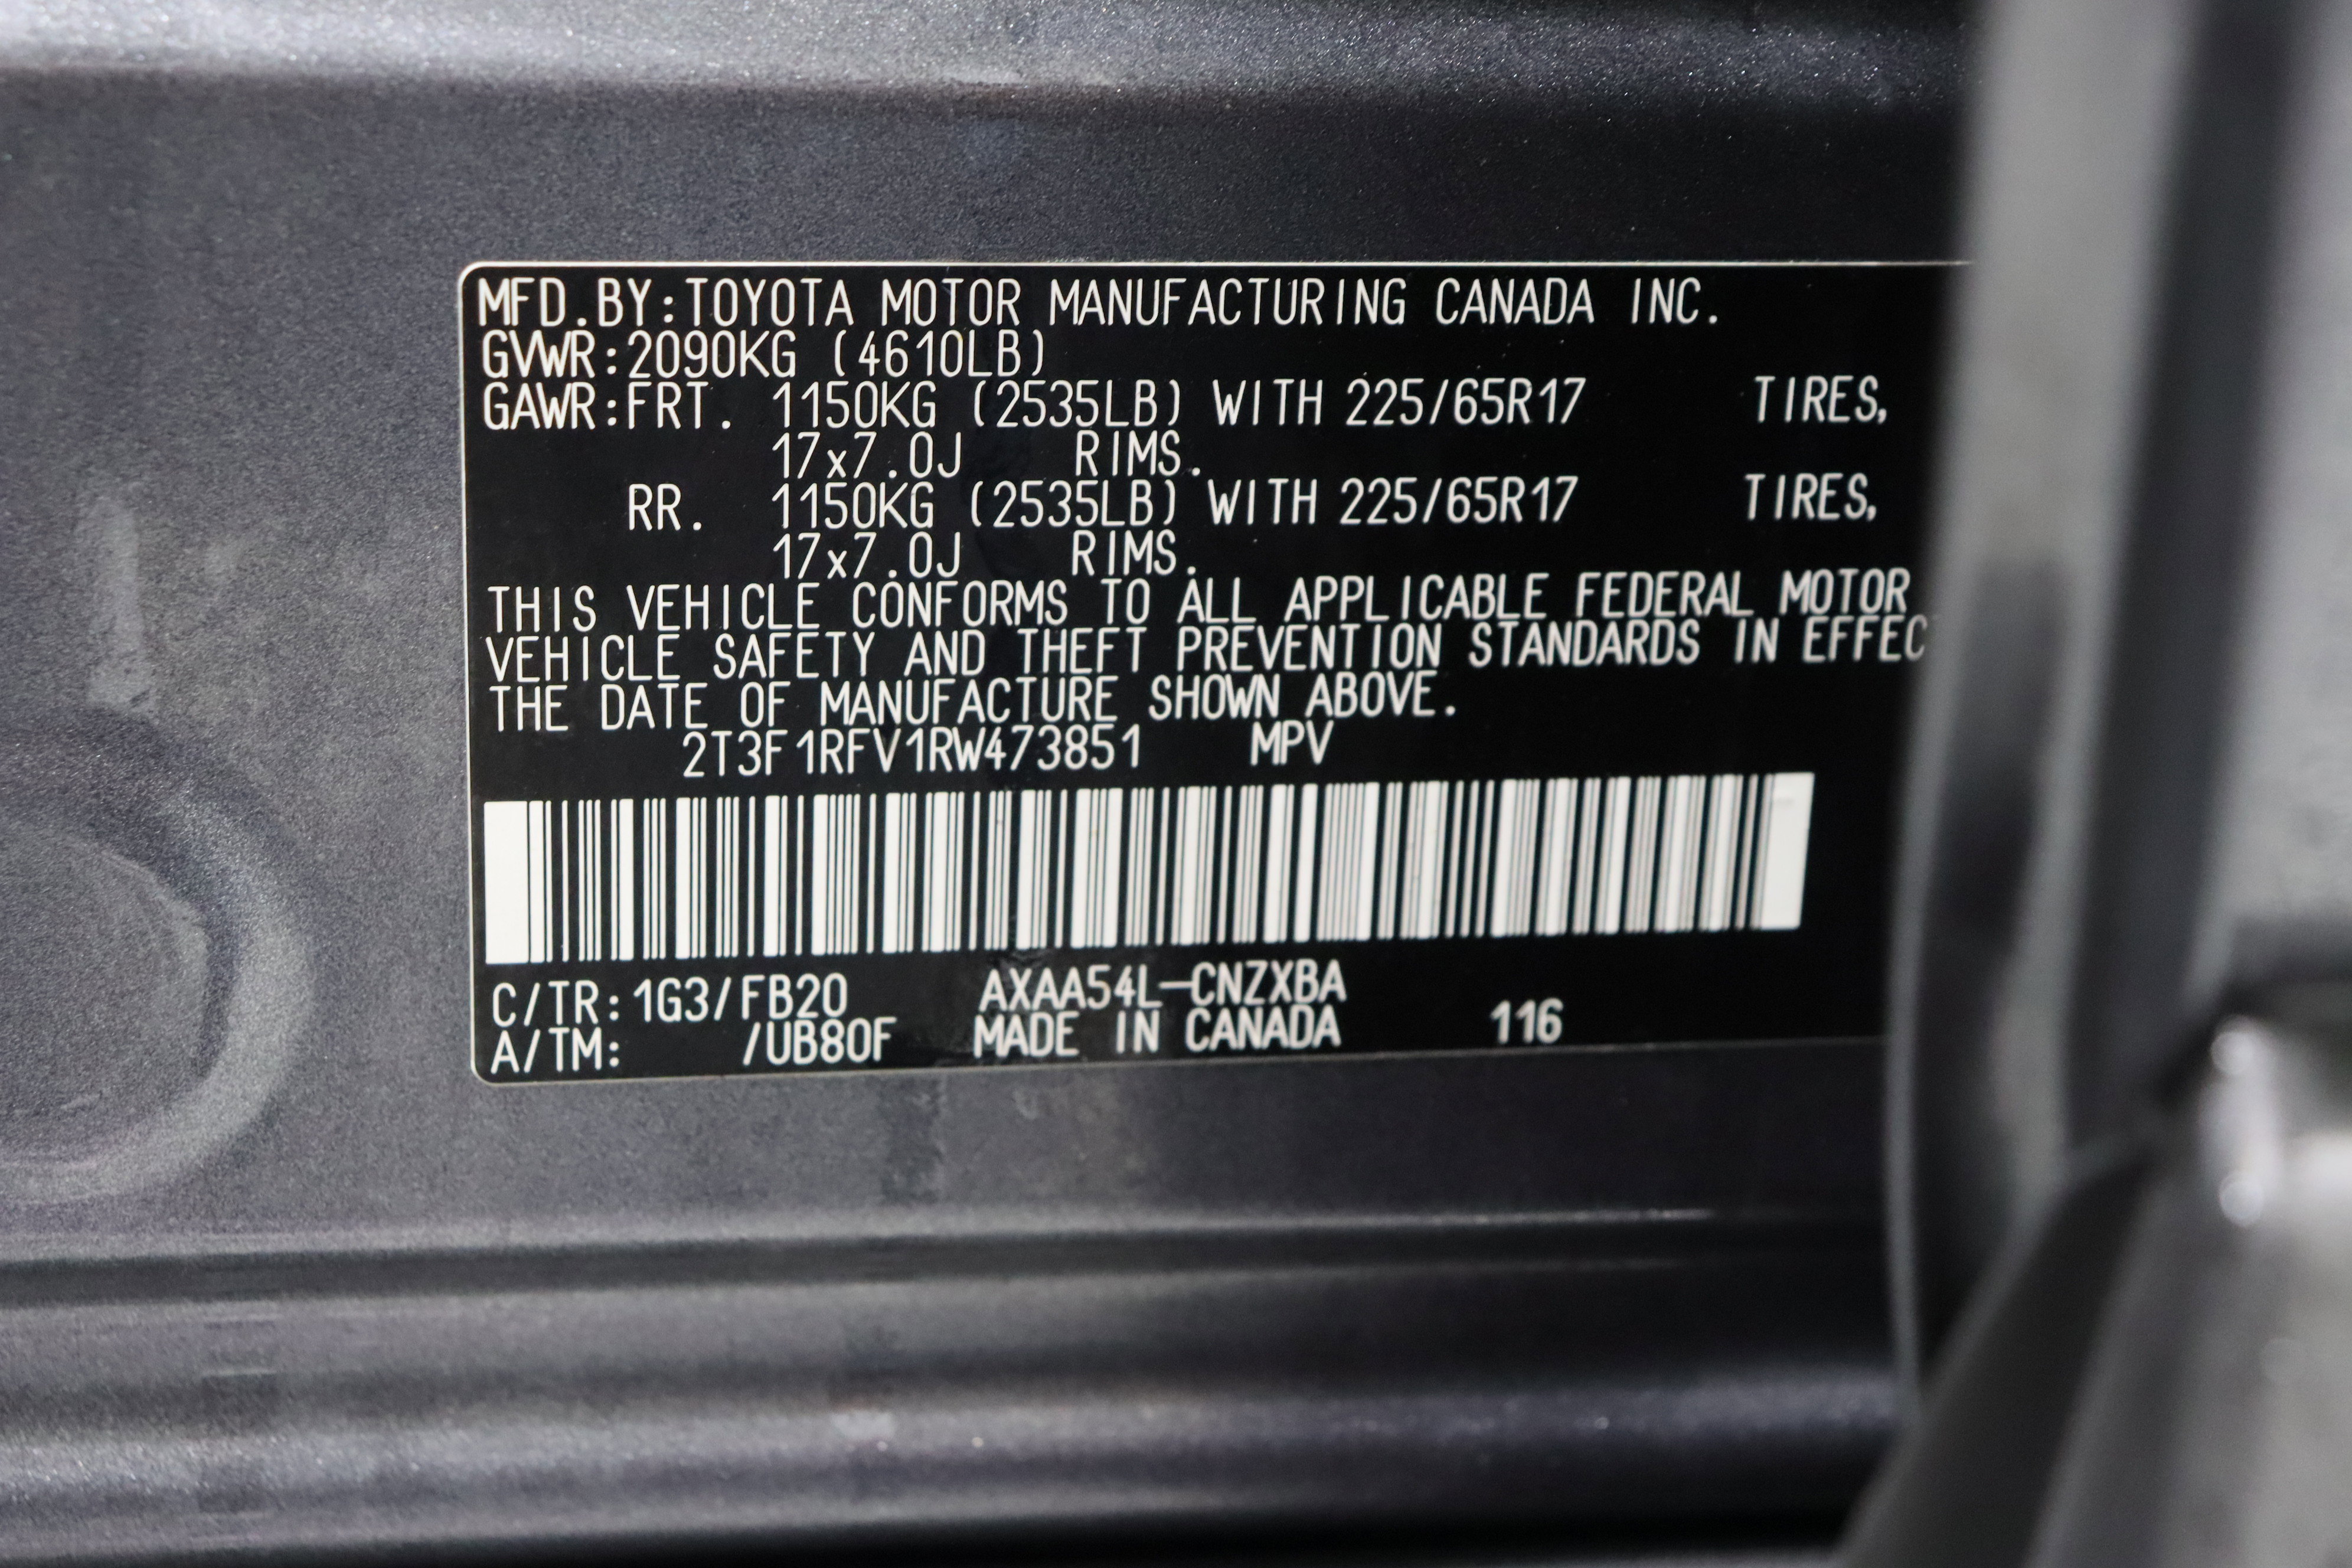 MFD.BY:TOYOTA MOTOR MANUFACTURING CANADA INC.
GVWR:2090KG (4610LB)
GAWR:FRT. 1150KG (2535LB) WITH 225/65R17 TIRES,
17x7.0J RIMS.
RR. 1150KG (2535LB) WITH 225/65R17 TIRES,
17x7.0J RIMS.
THIS VEHICLE CONFORMS TO ALL APPLICABLE FEDERAL MOTOR
VEHICLE SAFETY AND THEFT PREVENTION STANDARDS IN EFFEC
THE DATE OF MANUFACTURE SHOWN ABOVE.
2T3F1RFV1RW473851 MPV
C/TR:1G3/FB20 AXAA54L-CNZXBA
A/TM: /UB80F MADE IN CANADA 116